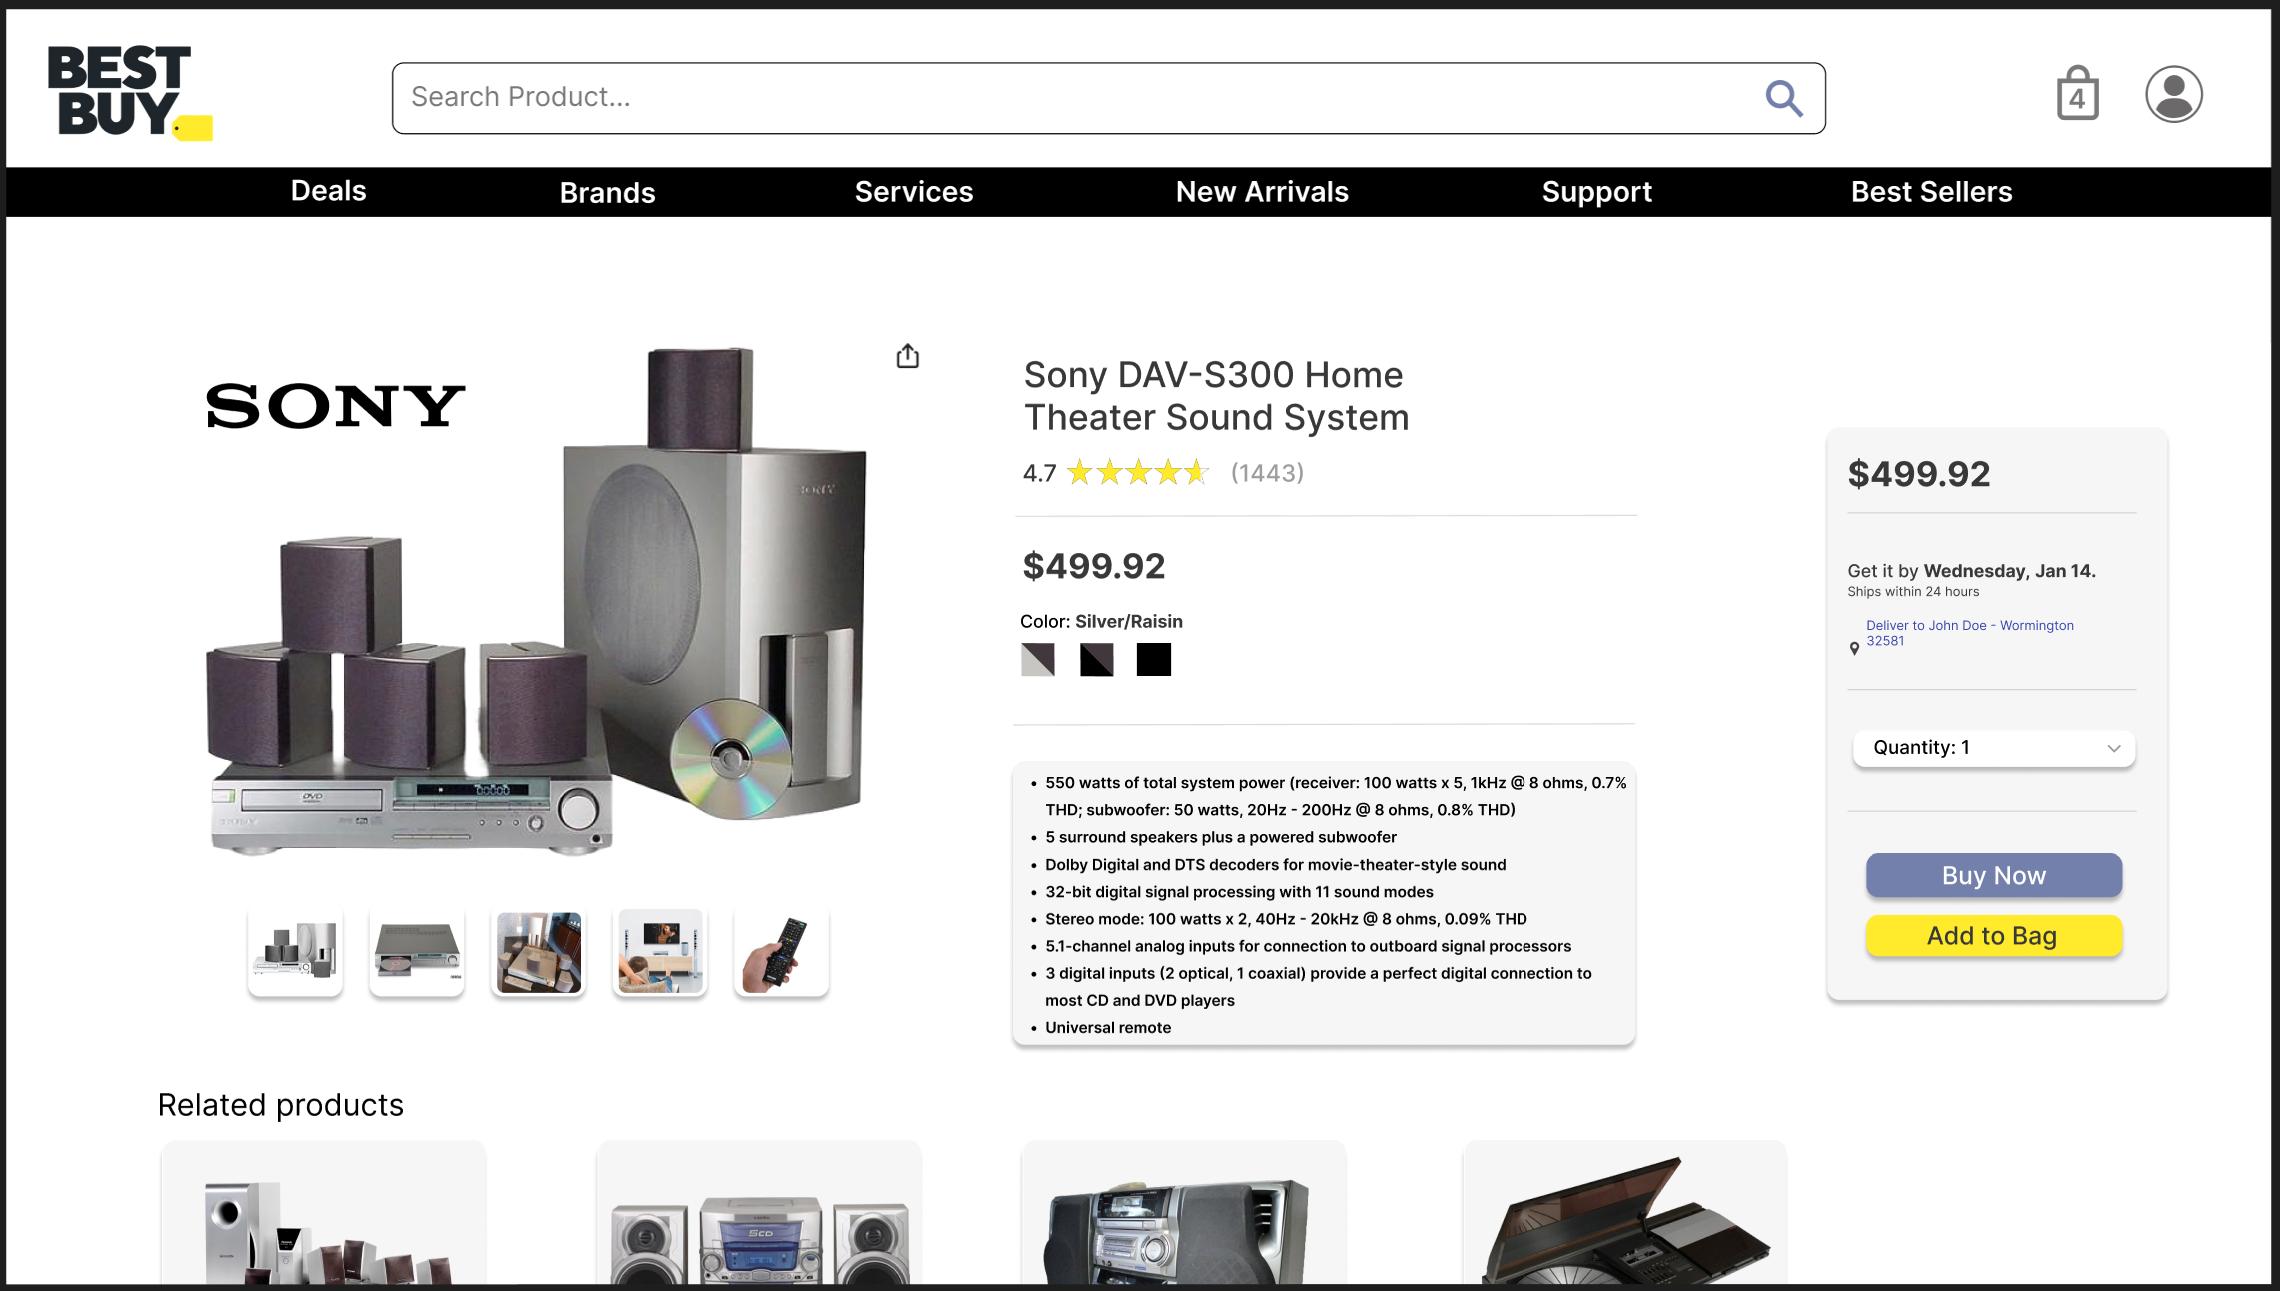 BEST
BUY
Search Product...
4
Deals
Brands
Services
New Arrivals
Support
Best Sellers
SONY
SONY
DVD
Sony DAV-S300 Home
Theater Sound System
4.7
(1443)
$499.92
Color: Silver/Raisin
• 550 watts of total system power (receiver: 100 watts x 5, 1kHz @ 8 ohms, 0.7%
THD; subwoofer: 50 watts, 20Hz - 200Hz @ 8 ohms, 0.8% THD)
• 5 surround speakers plus a powered subwoofer
• Dolby Digital and DTS decoders for movie-theater-style sound
• 32-bit digital signal processing with 11 sound modes
• Stereo mode: 100 watts x 2, 40Hz - 20kHz @ 8 ohms, 0.09% THD
• 5.1-channel analog inputs for connection to outboard signal processors
• 3 digital inputs (2 optical, 1 coaxial) provide a perfect digital connection to
most CD and DVD players
• Universal remote
$499.92
Get it by Wednesday, Jan 14.
Ships within 24 hours
Deliver to John Doe - Wormington
32581
Quantity: 1
Buy Now
Add to Bag
Related products
5CD